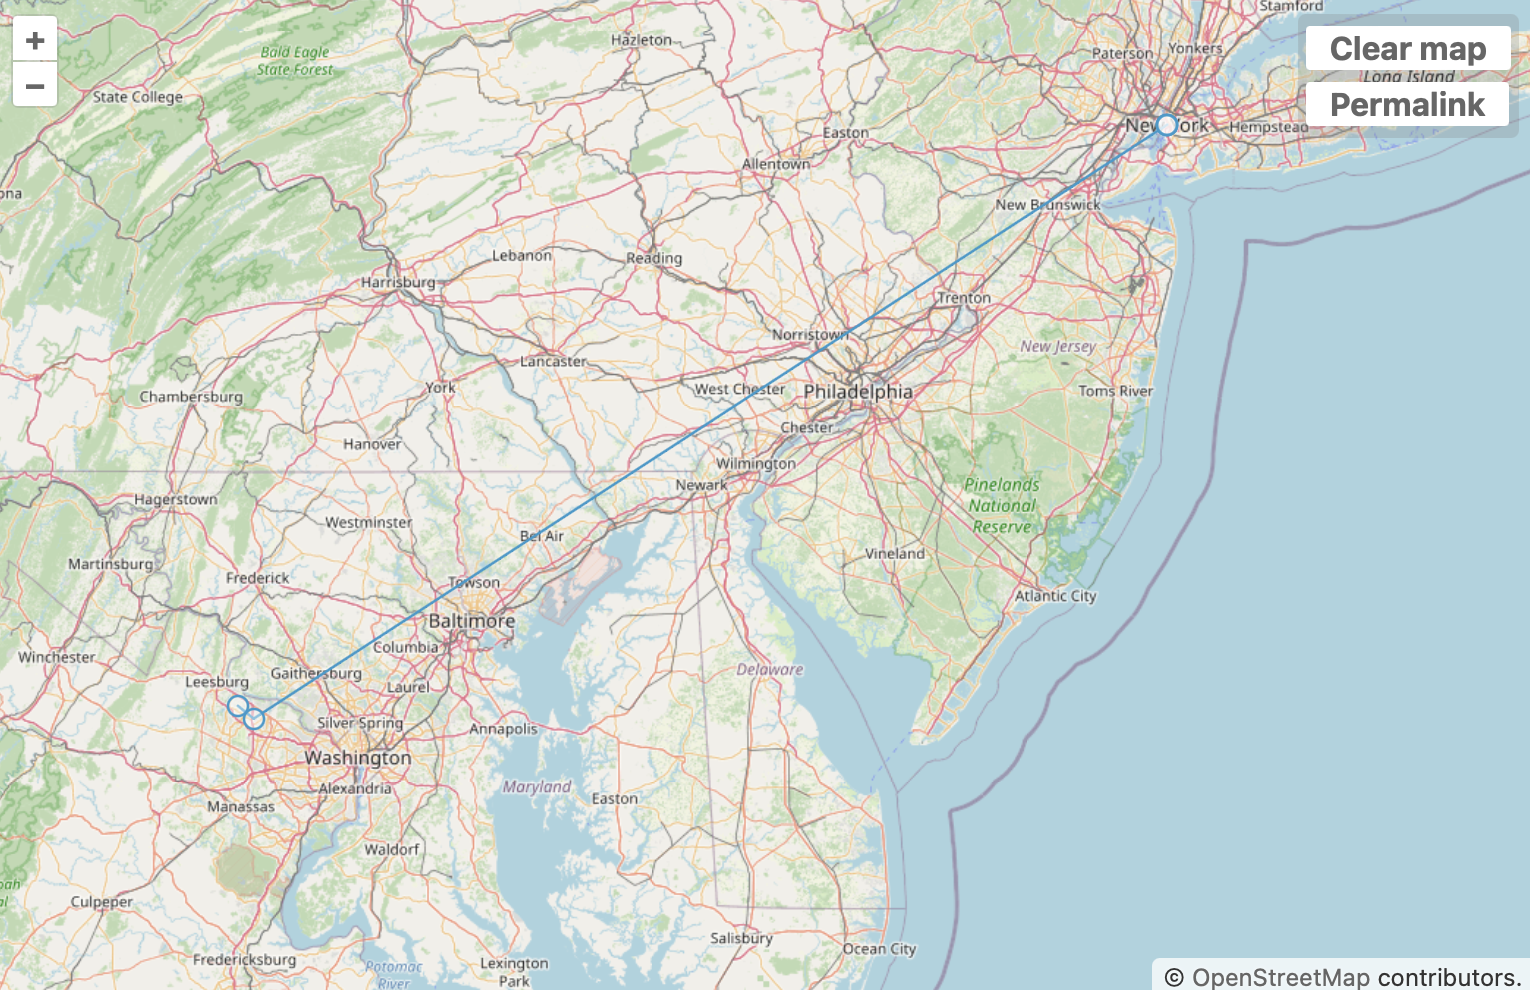 Stamford
+
−
Clear map
Bald Eagle
State Forest
Hazleton
Paterson
Yonkers
Long Island
State College
Permalink
New York
Hempstead
Easton
Allentown
ona
New Brunswick
Lebanon
Reading
Harrisburg
Trenton
Norristown
New Jersey
Lancaster
York
West Chester
Philadelphia
Toms River
Chambersburg
Chester
Hanover
Wilmington
Newark
Pinelands
National
Reserve
Hagerstown
Westminster
Bel Air
Vineland
Martinsburg
Frederick
Towson
Atlantic City
Baltimore
Columbia
Winchester
Gaithersburg
Delaware
Leesburg
Laurel
Silver Spring
Annapolis
Washington
Maryland
Alexandria
Easton
Manassas
Waldorf
oah
al
Culpeper
Salisbury
Ocean City
Fredericksburg
Potomac
River
Lexington
Park
© OpenStreetMap contributors.